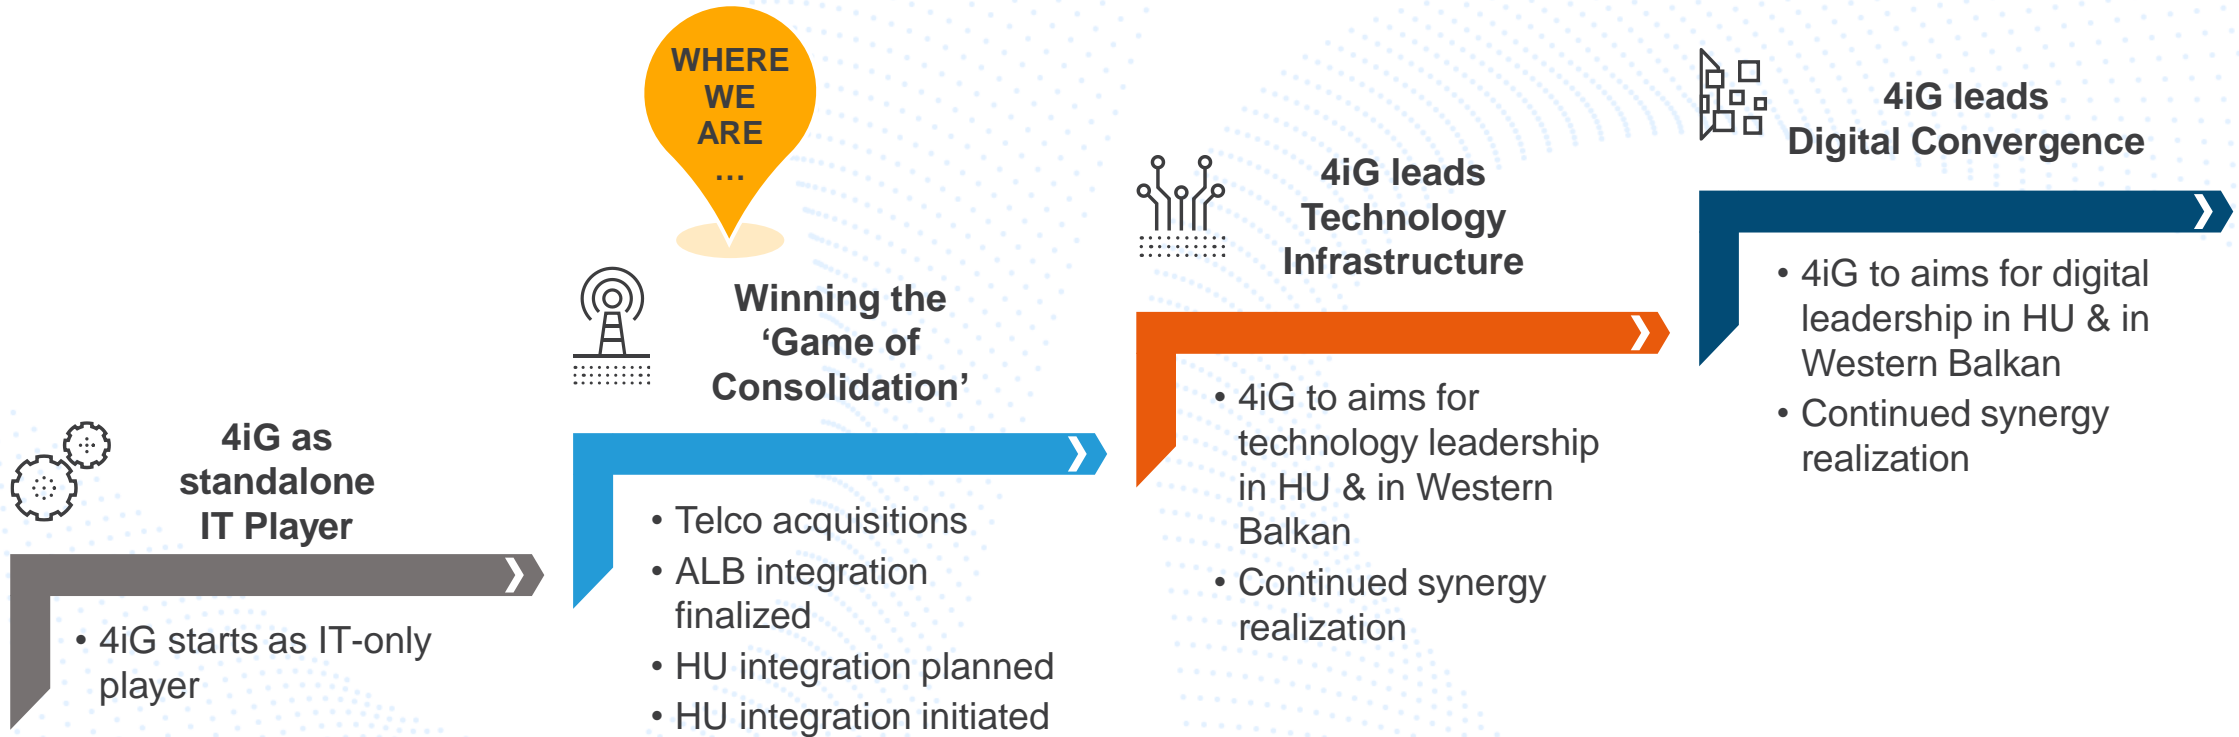 WHERE
WE
ARE
...
4iG as
standalone
IT Player
• 4iG starts as IT-only
player
Winning the
‘Game of
Consolidation’
• Telco acquisitions
• ALB integration
finalized
• HU integration planned
• HU integration initiated
4iG leads
Technology
Infrastructure
• 4iG to aims for
technology leadership
in HU & in Western
Balkan
• Continued synergy
realization
4iG leads
Digital Convergence
• 4iG to aims for digital
leadership in HU & in
Western Balkan
• Continued synergy
realization